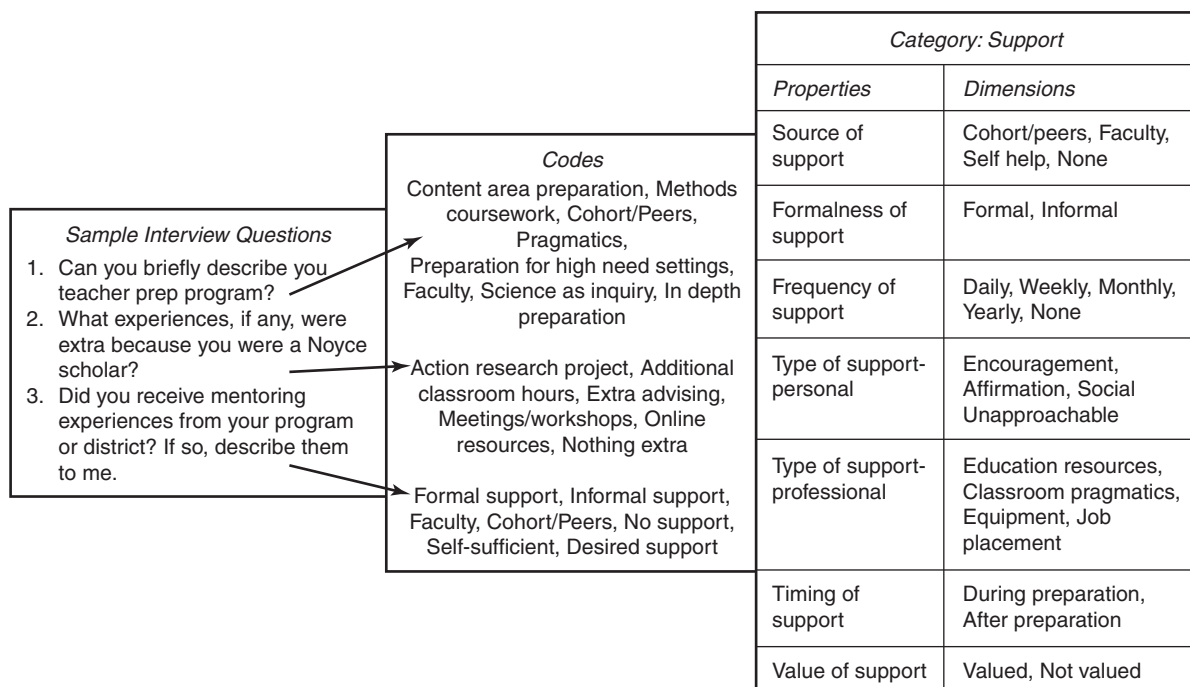 Sample Interview Questions
1. Can you briefly describe you
teacher prep program?
2. What experiences, if any, were
extra because you were a Noyce
scholar?
3. Did you receive mentoring
experiences from your program
or district? If so, describe them
to me.
Codes
Content area preparation, Methods
coursework, Cohort/Peers,
Pragmatics,
Preparation for high need settings,
Faculty, Science as inquiry, In depth
preparation
Action research project, Additional
classroom hours, Extra advising,
Meetings/workshops, Online
resources, Nothing extra
Formal support, Informal support,
Faculty, Cohort/Peers, No support,
Self-sufficient, Desired support
Category: Support
Properties
Dimensions
Source of
support
Cohort/peers, Faculty,
Self help, None
Formalness of
support
Formal, Informal
Frequency of
support
Daily, Weekly, Monthly,
Yearly, None
Type of support-
personal
Encouragement,
Affirmation, Social
Unapproachable
Type of support-
professional
Education resources,
Classroom pragmatics,
Equipment, Job
placement
Timing of
support
During preparation,
After preparation
Value of support
Valued, Not valued